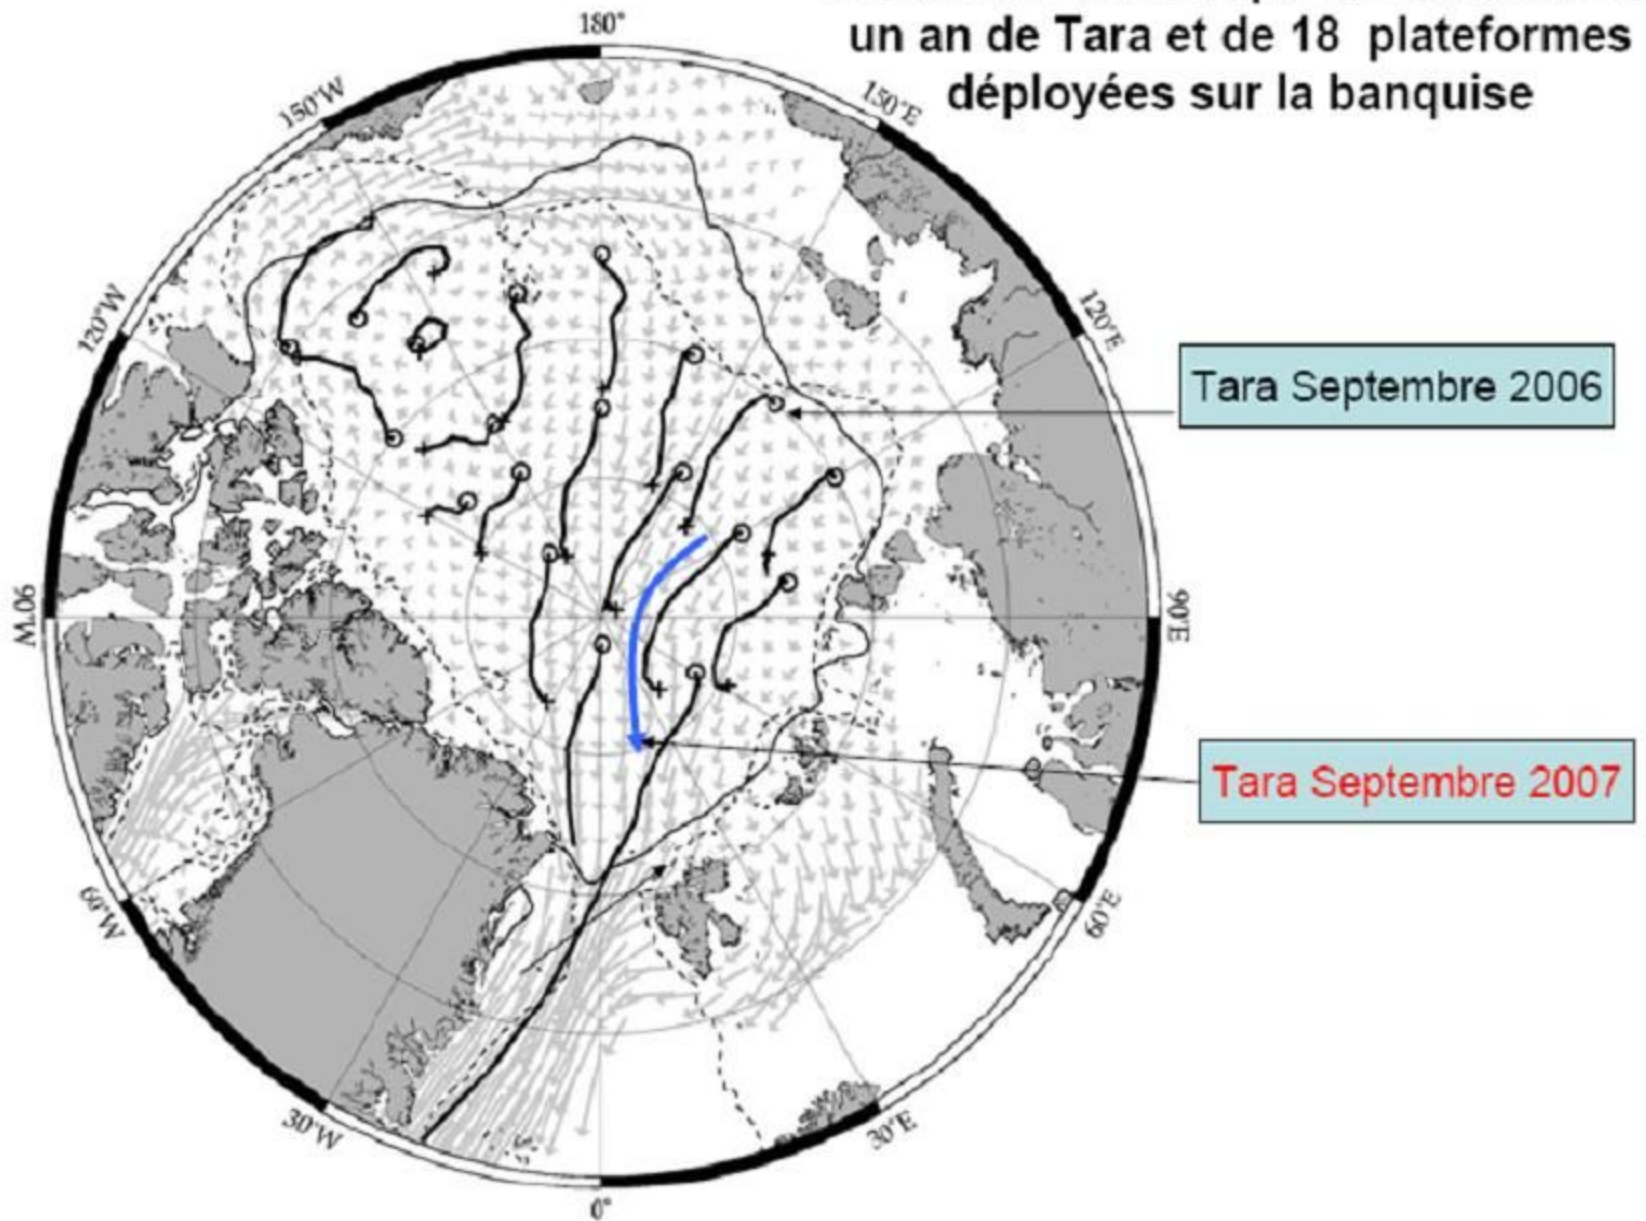 un an de Tara et de 18 plateformes
déployées sur la banquise
180°
150°W
150°E
120°W
120°E
Tara Septembre 2006
90°W
90°E
Tara Septembre 2007
60°W
60°E
30°W
30°E
0°